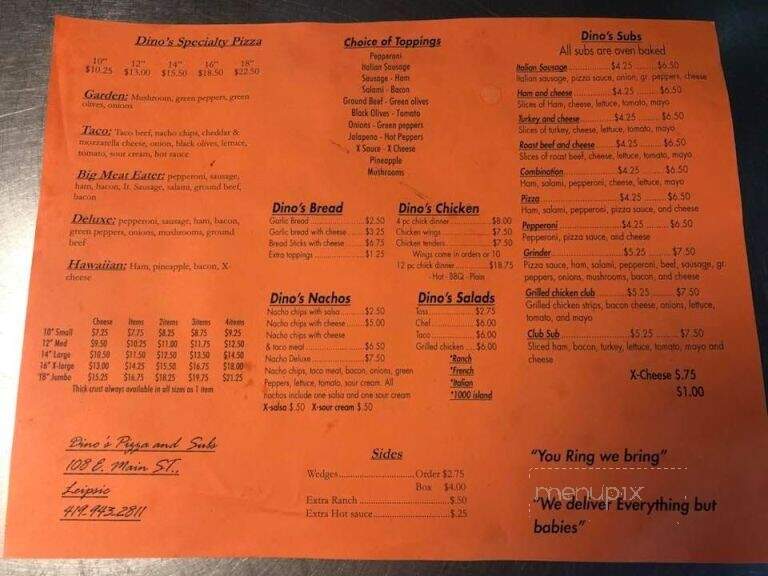 Dino's Specialty Pizza
10" 12" 14" 16" 18"
$10.25 $13.00 $15.50 $18.50 $22.50
Garden: Mushroom, green peppers, green
olives, onions
Taco: Taco beef, nacho chips, cheddar &
mozzarella cheese, onion, black olives, lettuce,
tomato, sour cream, hot sauce
Big Meat Eater: pepperoni, sausage,
ham, bacon, It. Sausage, salami, ground beef,
bacon
Deluxe: pepperoni, sausage, ham, bacon,
green peppers, onions, mushrooms, ground
beef
Hawaiian: Ham, pineapple, bacon, X-
cheese
Cheese 1items 2items 3items 4items
10" Small $7.25 $7.75 $8.25 $8.75 $9.25
12" Med $9.50 $10.25 $11.00 $11.75 $12.50
14" Large $10.50 $11.50 $12.50 $13.50 $14.50
16" X-large $13.00 $14.25 $15.50 $16.75 $18.00
18" Jumbo $15.25 $16.75 $18.25 $19.75 $21.25
Thick crust always available in all sizes as 1 item
Dino's Pizza and Subs
108 E. Main ST.,
Leipsic
419.943.2811
Choice of Toppings
Pepperoni
Italian Sausage
Sausage - Ham
Salami - Bacon
Ground Beef - Green olives
Black Olives - Tomato
Onions - Green peppers
Jalapeno - Hot Peppers
X Sauce - X Cheese
Pineapple
Mushrooms
Dino's Bread
Garlic Bread $2.50
Garlic bread with cheese $3.25
Bread Sticks with cheese $6.75
Extra toppings $1.25
Dino's Chicken
4 pc chick dinner $8.00
Chicken wings $7.50
Chicken tenders $7.50
Wings come in orders or 10
12 pc chick dinner $18.75
- Hot - BBQ - Plain
Dino's Nachos
Nacho chips with salsa $2.50
Nacho chips with cheese $5.00
Nacho chips with cheese
& taco meat $6.50
Nacho Deluxe $7.50
Nacho chips, taco meat, bacon, onions, green
Peppers, lettuce, tomato, sour cream. All
nachos include one salsa and one sour cream
X-salsa $.50 X-sour cream $.50
Dino's Salads
Toss $2.75
Chef $6.00
Taco $6.00
Grilled chicken $6.00
*Ranch
*French
*Italian
*1000 island
Sides
Wedges Order $2.75
Box $4.00
Extra Ranch $.50
Extra Hot sauce $.25
Dino's Subs
All subs are oven baked
Italian Sausage $4.25 $6.50
Italian sausage, pizza sauce, onion, gr. peppers, cheese
Ham and cheese $4.25 $6.50
Slices of Ham, cheese, lettuce, tomato, mayo
Turkey and cheese $4.25 $6.50
Slices of turkey, cheese, lettuce, tomato, mayo
Roast beef and cheese $4.25 $6.50
Slices of roast beef, cheese, lettuce, tomato, mayo
Combination $4.25 $6.50
Ham, salami, pepperoni, cheese, lettuce, mayo
Pizza $4.25 $6.50
Ham, salami, pepperoni, pizza sauce, and cheese
Pepperoni $4.25 $6.50
Pepperoni, pizza sauce, and cheese
Grinder $5.25 $7.50
Pizza sauce, ham, salami, pepperoni, beef, sausage, gr.
peppers, onions, mushrooms, bacon, and cheese
Grilled chicken club $5.25 $7.50
Grilled chicken strips, bacon cheese, onions, lettuce,
tomato, and mayo
Club Sub $5.25 $7.50
Sliced ham, bacon, turkey, lettuce, tomato, mayo and
cheese
X-Cheese $.75
$1.00
"You Ring we bring"
menupix
"We deliver Everything but
babies"